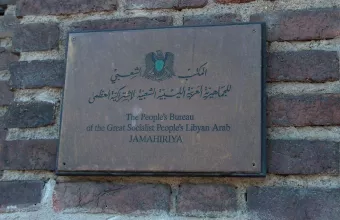 المكتب الشعبي
للجماهيرية العربية الليبية الشعبية الاشتراكية العظمى
The People's Bureau
of the Great Socialist People's Libyan Arab
JAMAHIRIYA